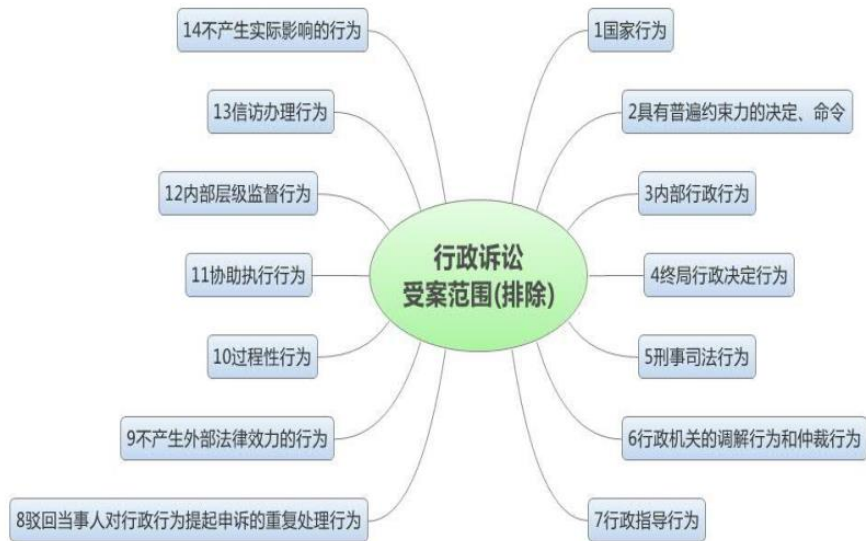 行政诉讼
受案范围(排除)
1国家行为
2具有普遍约束力的决定、命令
3内部行政行为
4终局行政决定行为
5刑事司法行为
6行政机关的调解行为和仲裁行为
7行政指导行为
8驳回当事人对行政行为提起申诉的重复处理行为
9不产生外部法律效力的行为
10过程性行为
11协助执行行为
12内部层级监督行为
13信访办理行为
14不产生实际影响的行为